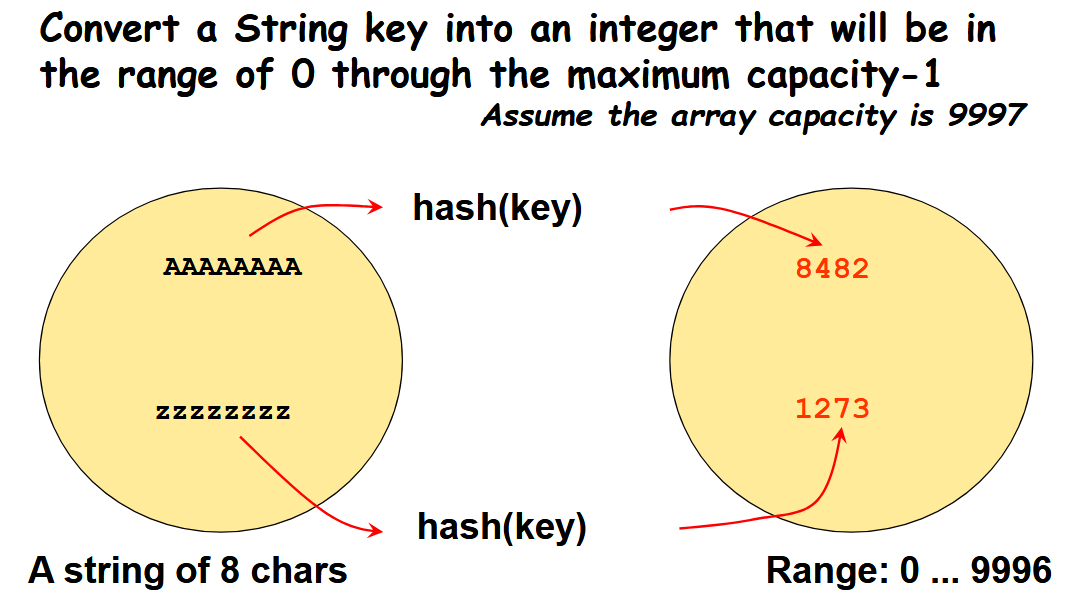 Convert a String key into an integer that will be in
the range of 0 through the maximum capacity-1
Assume the array capacity is 9997
hash(key)
AAAAAAAA
8482
zzzzzzzz
1273
hash(key)
A string of 8 chars
Range: 0 ... 9996